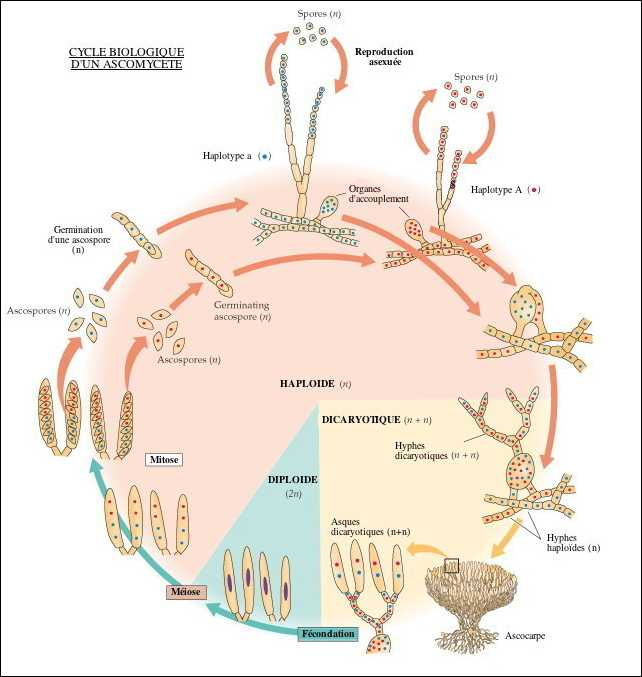 Spores (n)
CYCLE BIOLOGIQUE
D'UN ASCOMYCETE
Reproduction
asexuée
Spores (n)
Haplotype a (•)
Organes
d'accouplement
Haplotype A (•)
Germination
d'une ascospore
(n)
Ascospores (n)
Germinating
ascospore (n)
Ascospores (n)
HAPLOIDE (n)
DICARYOTIQUE (n + n)
Hyphes
dicaryotiques (n + n)
Mitose
DIPLOIDE
(2n)
Asques
dicaryotiques (n+n)
Hyphes
haploïdes (n)
Méiose
Fécondation
Ascocarpe